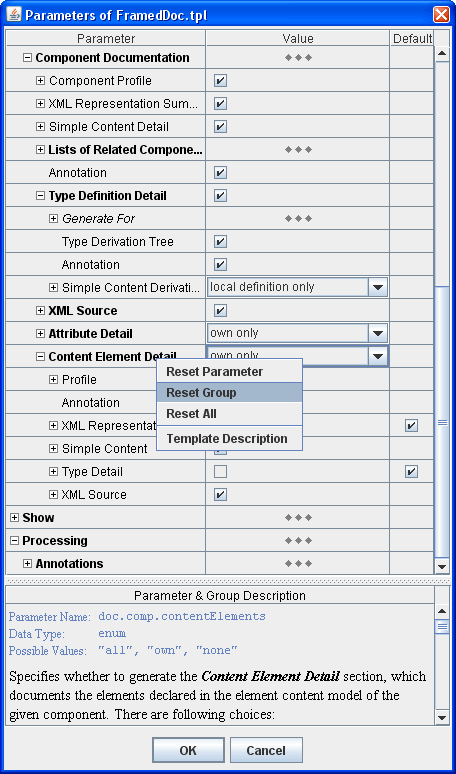 Parameters of FramedDoc.tpl
Parameter Value Default
Component Documentation
Component Profile
XML Representation Sum...
Simple Content Detail
Lists of Related Compone...
Annotation
Type Definition Detail
Generate For
Type Derivation Tree
Annotation
Simple Content Derivati... local definition only
XML Source
Attribute Detail own only
Content Element Detail own only
Profile
Annotation
XML Representat
Simple Content
Type Detail
XML Source
Show
Processing
Annotations
Reset Parameter
Reset Group
Reset All
Template Description
Parameter & Group Description
Parameter Name: doc.comp.contentElements
Data Type: enum
Possible Values: "all", "own", "none"
Specifies whether to generate the Content Element Detail section, which
documents the elements declared in the element content model of the
given component. There are following choices:
OK Cancel